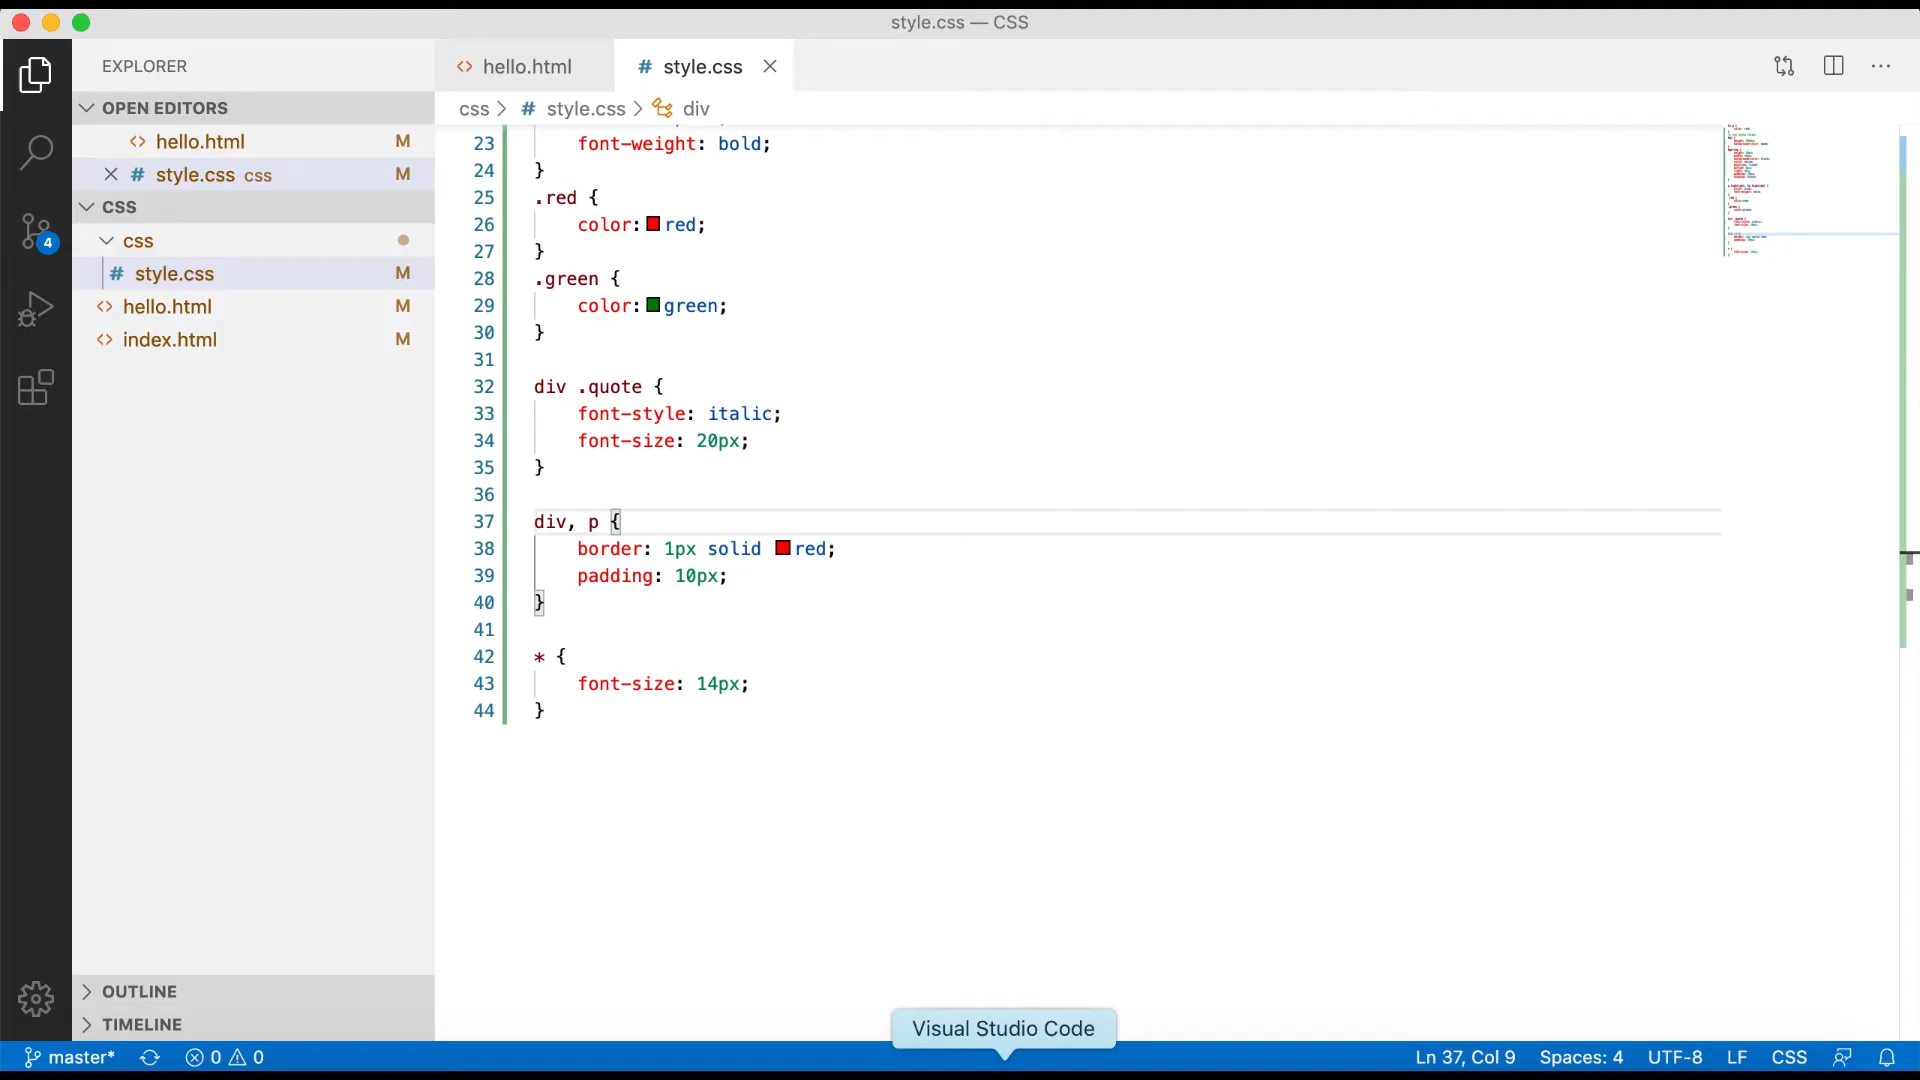 style.css — CSS
EXPLORER
OPEN EDITORS
hello.html M
style.css css M
CSS
css
style.css M
hello.html M
index.html M
OUTLINE
TIMELINE
4
hello.html
# style.css
css > # style.css > div
23 font-weight: bold;
24 }
25 .red {
26 color: red;
27 }
28 .green {
29 color: green;
30 }
31
32 div .quote {
33 font-style: italic;
34 font-size: 20px;
35 }
36
37 div, p {
38 border: 1px solid red;
39 padding: 10px;
40 }
41
42 * {
43 font-size: 14px;
44 }
Visual Studio Code
master* 0 0
Ln 37, Col 9 Spaces: 4 UTF-8 LF CSS